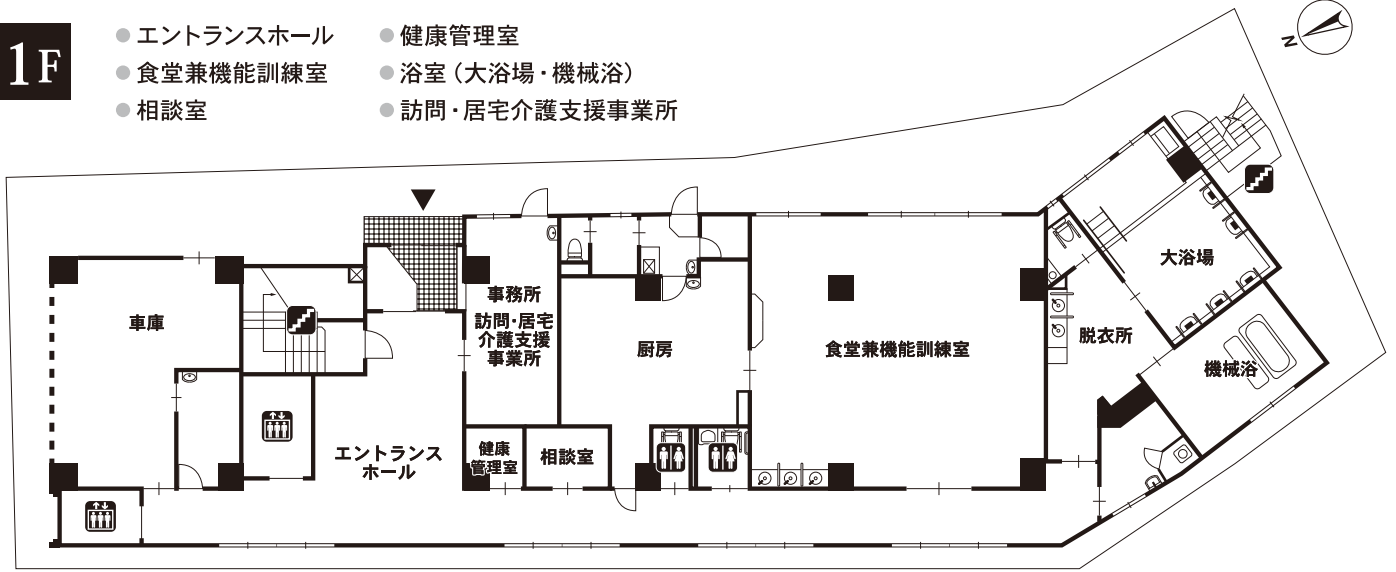 1F
エントランスホール
食堂兼機能訓練室
相談室
健康管理室
浴室（大浴場・機械浴）
訪問・居宅介護支援事業所
N
車庫
エントランス
ホール
事務所
訪問・居宅
介護支援
事業所
健康
管理室
相談室
厨房
食堂兼機能訓練室
脱衣所
大浴場
機械浴